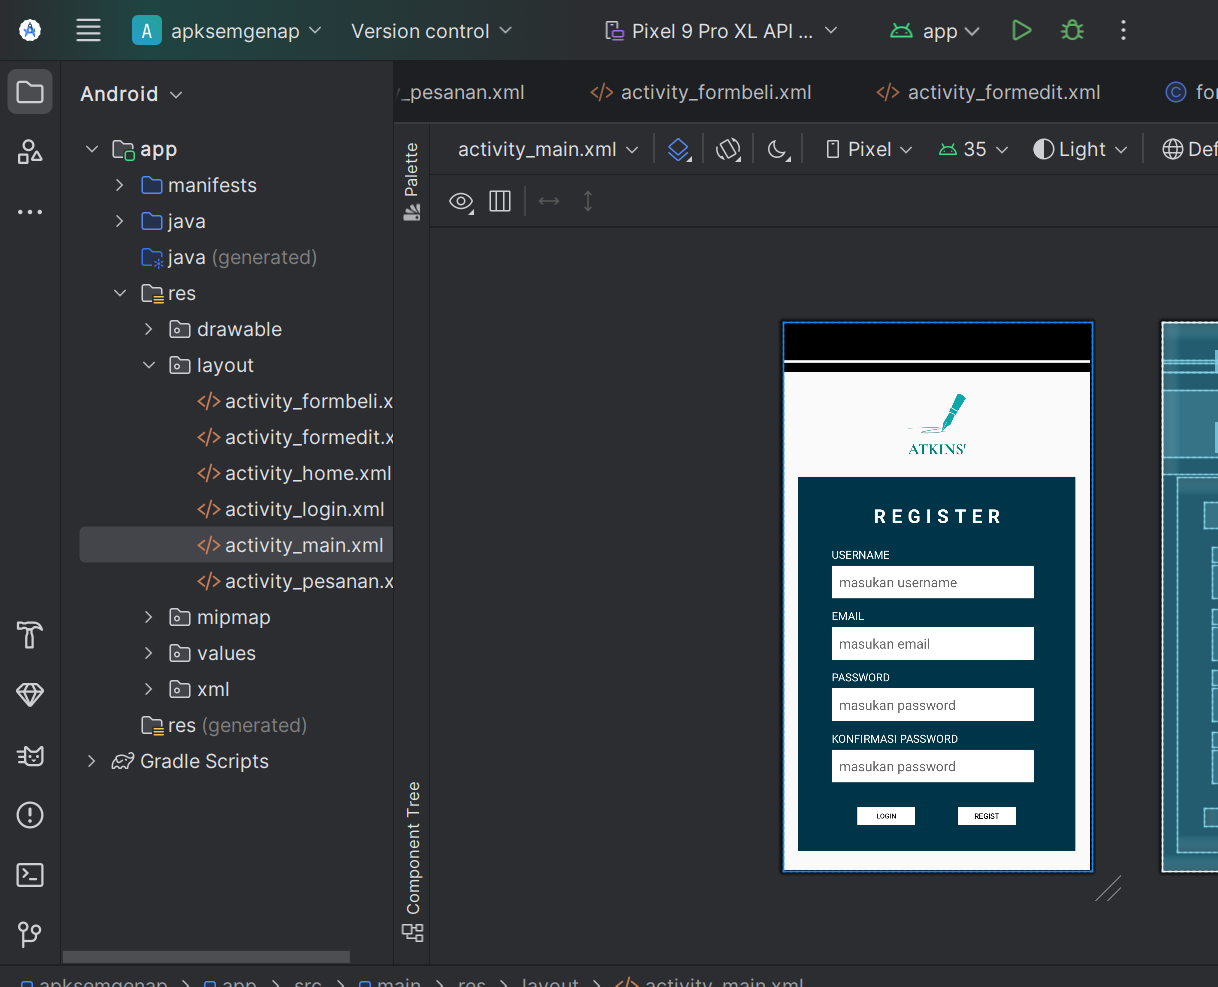 A apksemgenap Version control Pixel 9 Pro XL API ... app
Android
_pesanan.xml activity_formbeli.xml activity_formedit.xml C for
activity_main.xml Pixel 35 Light Def
Palette
app
manifests
java
java (generated)
res
drawable
layout
activity_formbeli.x
activity_formedit.x
activity_home.xml
activity_login.xml
activity_main.xml
activity_pesanan.x
mipmap
values
xml
res (generated)
Gradle Scripts
Component Tree
ATKINS'
REGISTER
USERNAME
masukan username
EMAIL
masukan email
PASSWORD
masukan password
KONFIRMASI PASSWORD
masukan password
LOGIN REGIST
apksemgenap > app > src > main > res > layout > </> activity_main.xml